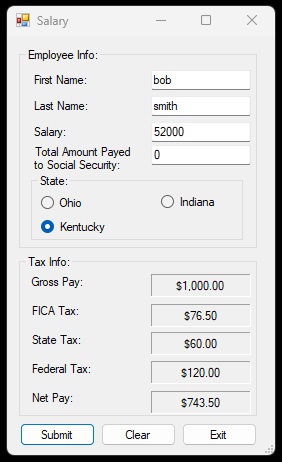 Salary
Employee Info:
First Name: bob
Last Name: smith
Salary: 52000
Total Amount Payed
to Social Security: 0
State:
Ohio Indiana
Kentucky
Tax Info:
Gross Pay: $1,000.00
FICA Tax: $76.50
State Tax: $60.00
Federal Tax: $120.00
Net Pay: $743.50
Submit Clear Exit